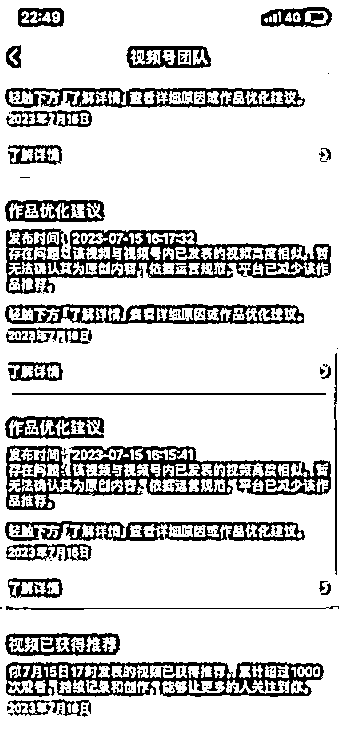 22:49
4G
视频号团队
轻触下方「了解详情」查看详细原因或作品优化建议。
2023年7月16日
了解详情
作品优化建议
发布时间：2023-07-15 16:17:32
存在问题：该视频与视频号内已发表的视频高度相似，暂
无法确认其为原创内容，依据运营规范，平台已减少该作
品推荐。
轻触下方「了解详情」查看详细原因或作品优化建议。
2023年7月16日
了解详情
作品优化建议
发布时间：2023-07-15 16:15:41
存在问题：该视频与视频号内已发表的视频高度相似，暂
无法确认其为原创内容，依据运营规范，平台已减少该作
品推荐。
轻触下方「了解详情」查看详细原因或作品优化建议。
2023年7月16日
了解详情
视频已获得推荐
你7月15日17时发表的视频已获得推荐，累计超过1000
次观看，持续记录和创作，能够让更多的人关注到你。
2023年7月16日